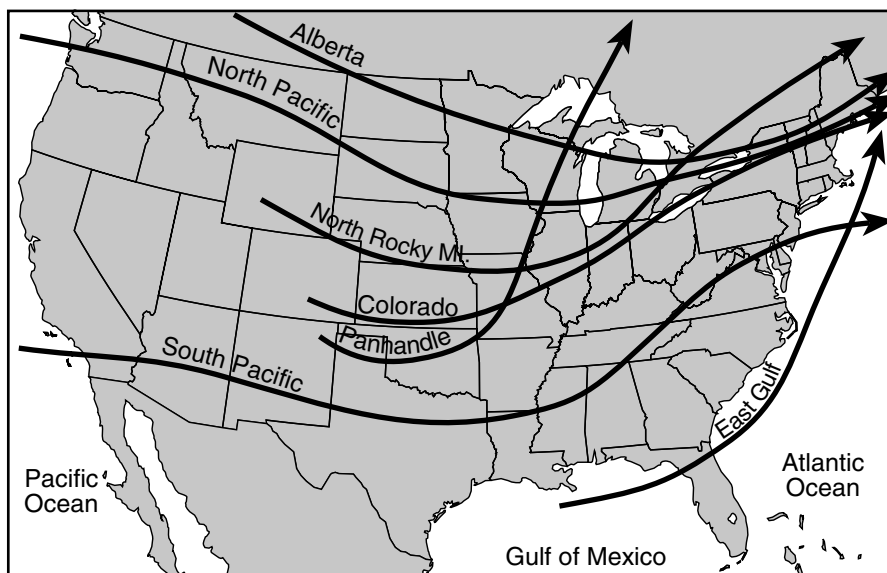 Alberta
North Pacific
North Rocky Mt.
Colorado
Panhandle
South Pacific
East Gulf
Pacific
Ocean
Atlantic
Ocean
Gulf of Mexico